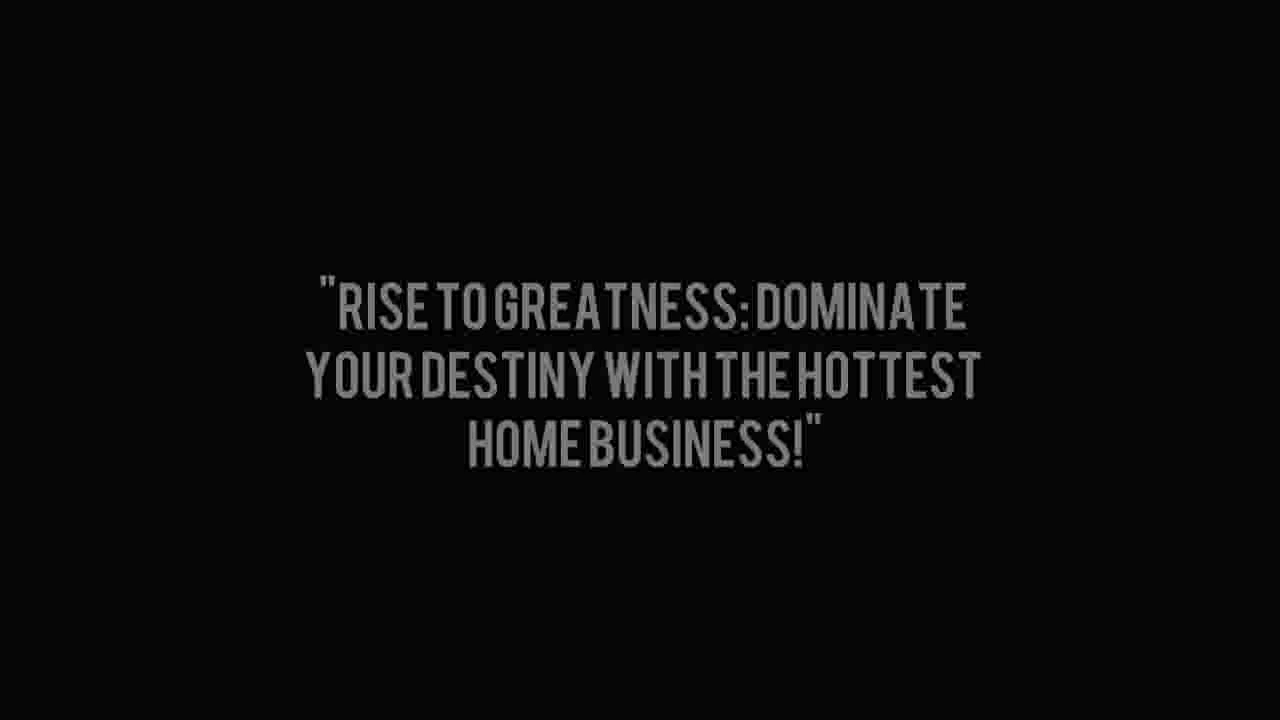 "RISE TO GREATNESS: DOMINATE
YOUR DESTINY WITH THE HOTTEST
HOME BUSINESS!"